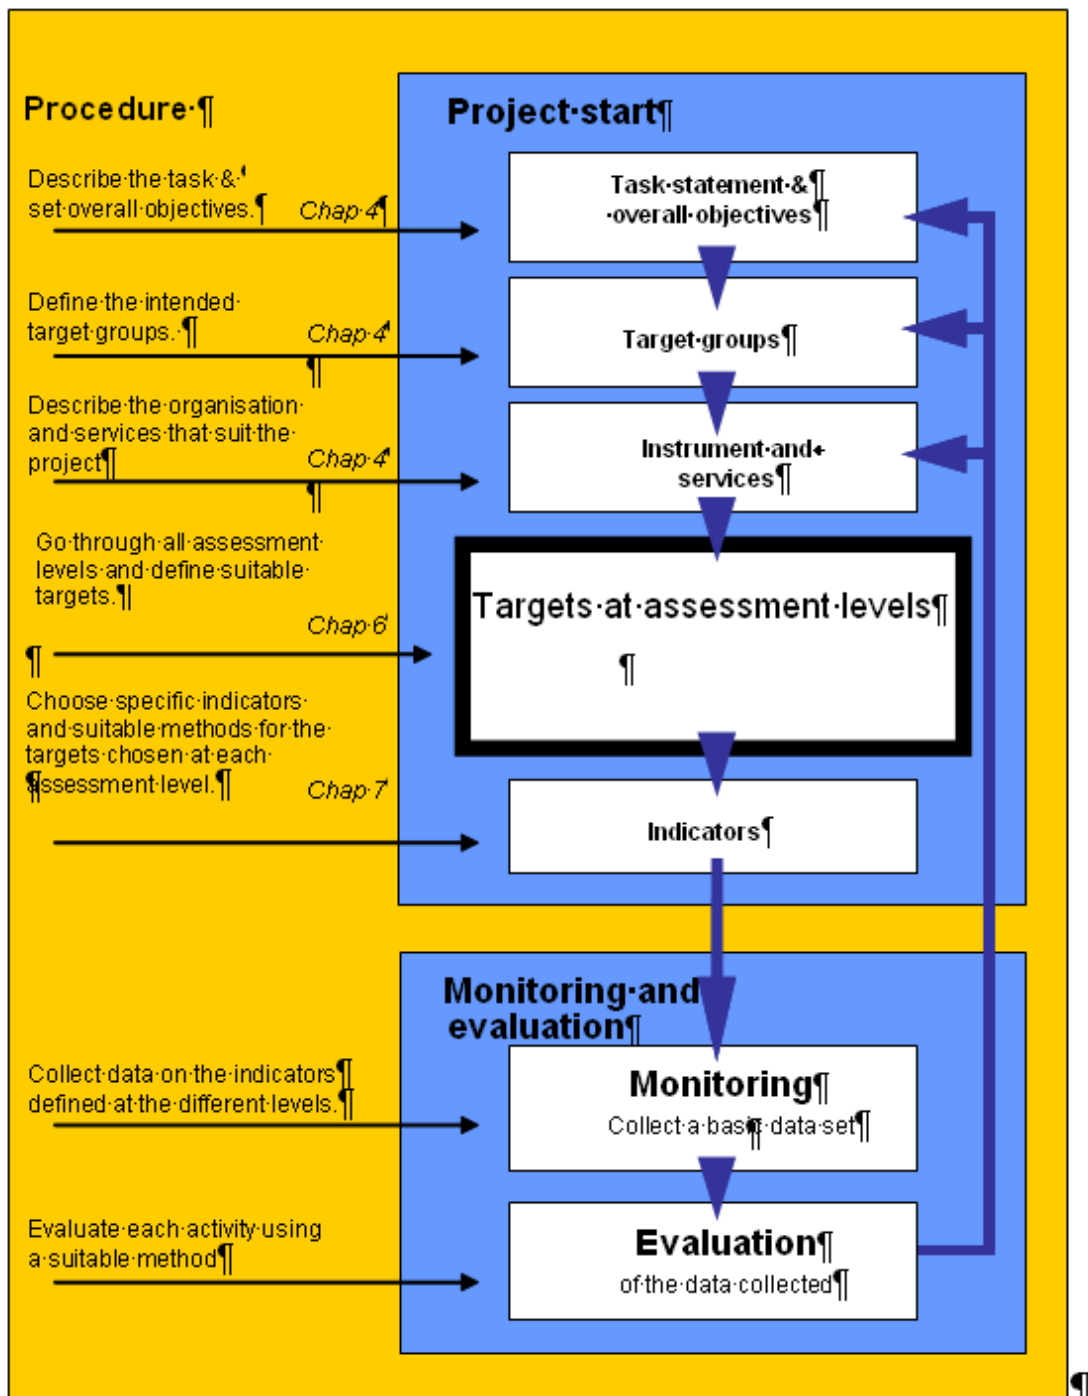 Procedure·¶
Describe·the·task·&·
set·overall·objectives.¶
Chap·4¶
Define·the·intended·
target·groups.·¶
Chap·4
¶
Describe·the·organisation·
and·services·that·suit·the·
project¶
Chap·4
¶
Go·through·all·assessment·
levels·and·define·suitable·
targets.¶
Chap·6
¶
Choose·specific·indicators·
and·suitable·methods·for·the·
targets·chosen·at·each·
assessment·level.¶
¶
Chap·7
Collect·data·on·the·indicators¶
defined·at·the·different·levels.¶
Evaluate·each·activity·using·
a·suitable·method¶
Project·start¶
Task·statement·&¶
·overall·objectives¶
Target·groups¶
Instrument·and·
services¶
Targets·at·assessment·levels¶
¶
Indicators¶
Monitoring·and
evaluation¶
Monitoring¶
Collect·a·basic·data·set¶
¶
Evaluation¶
of·the·data·collected¶
¶